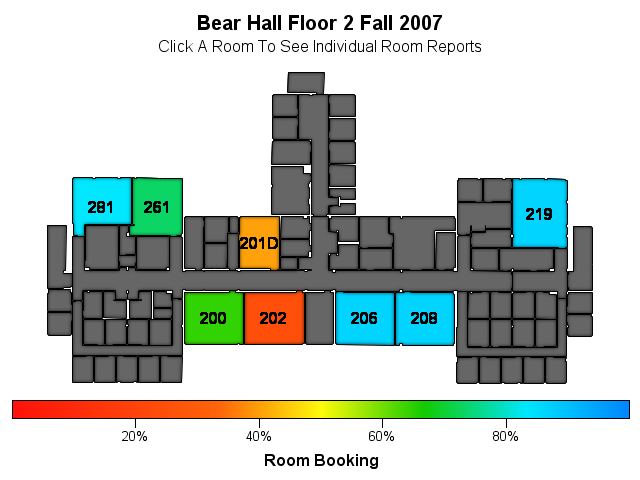 Bear Hall Floor 2 Fall 2007
Click A Room To See Individual Room Reports
281 261 219
201D
200 202 206 208
20% 40% 60% 80%
Room Booking